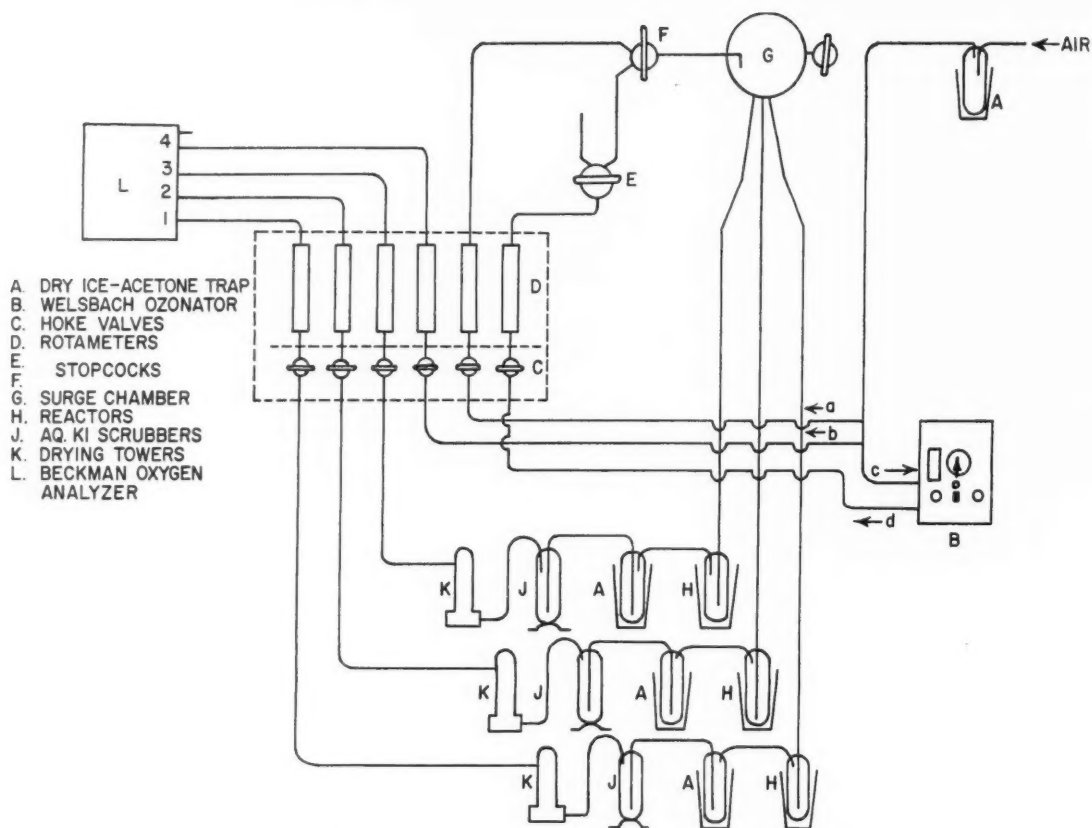 F
G
AIR
A
4
3
2
1
L
E
D
C
A. DRY ICE-ACETONE TRAP
B. WELSBACH OZONATOR
C. HOKE VALVES
D. ROTAMETERS
E.
STOPCOCKS
F.
G. SURGE CHAMBER
H. REACTORS
J. AQ. KI SCRUBBERS
K. DRYING TOWERS
L. BECKMAN OXYGEN
ANALYZER
a
b
c
d
B
K
J
A
H
K
J
A
H
K
J
A
H